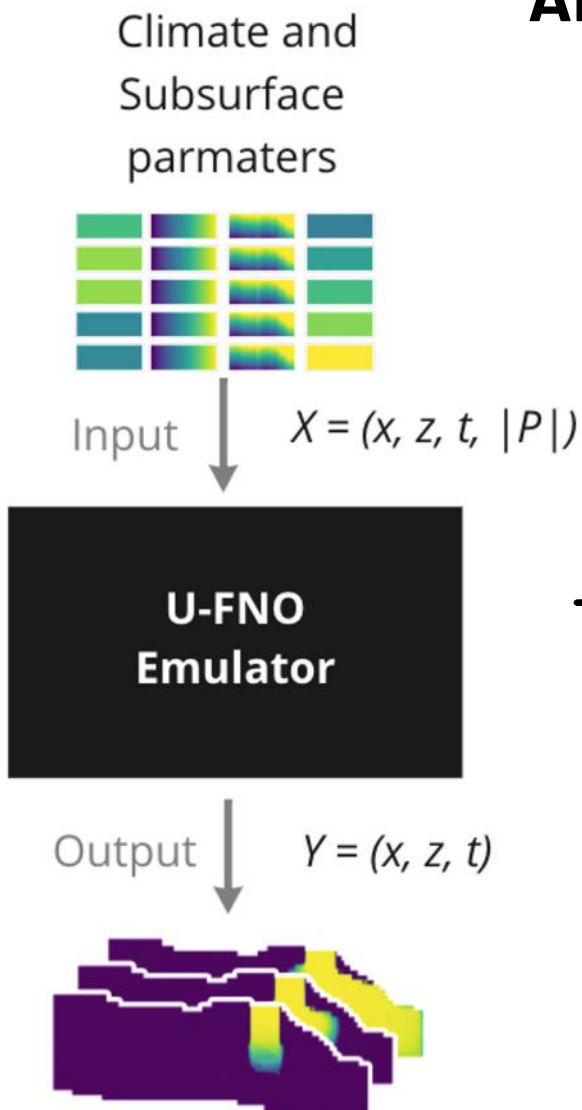 Climate and
Subsurface
parmaters
Input
X = (x, z, t, |P|)
U-FNO
Emulator
Output
Y = (x, z, t)